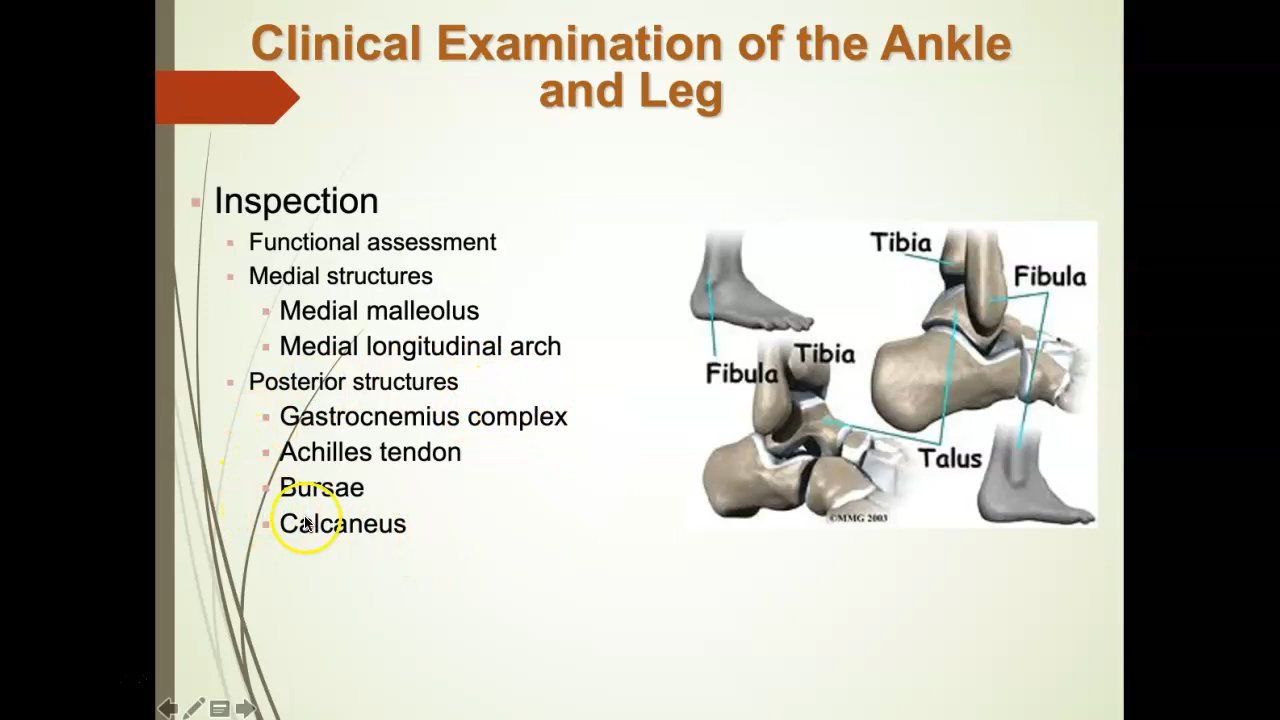 Clinical Examination of the Ankle
and Leg
Inspection
Functional assessment
Medial structures
Medial malleolus
Medial longitudinal arch
Posterior structures
Gastrocnemius complex
Achilles tendon
Bursae
Calcaneus
Tibia
Fibula
Tibia
Fibula
Talus
©MMG 2003